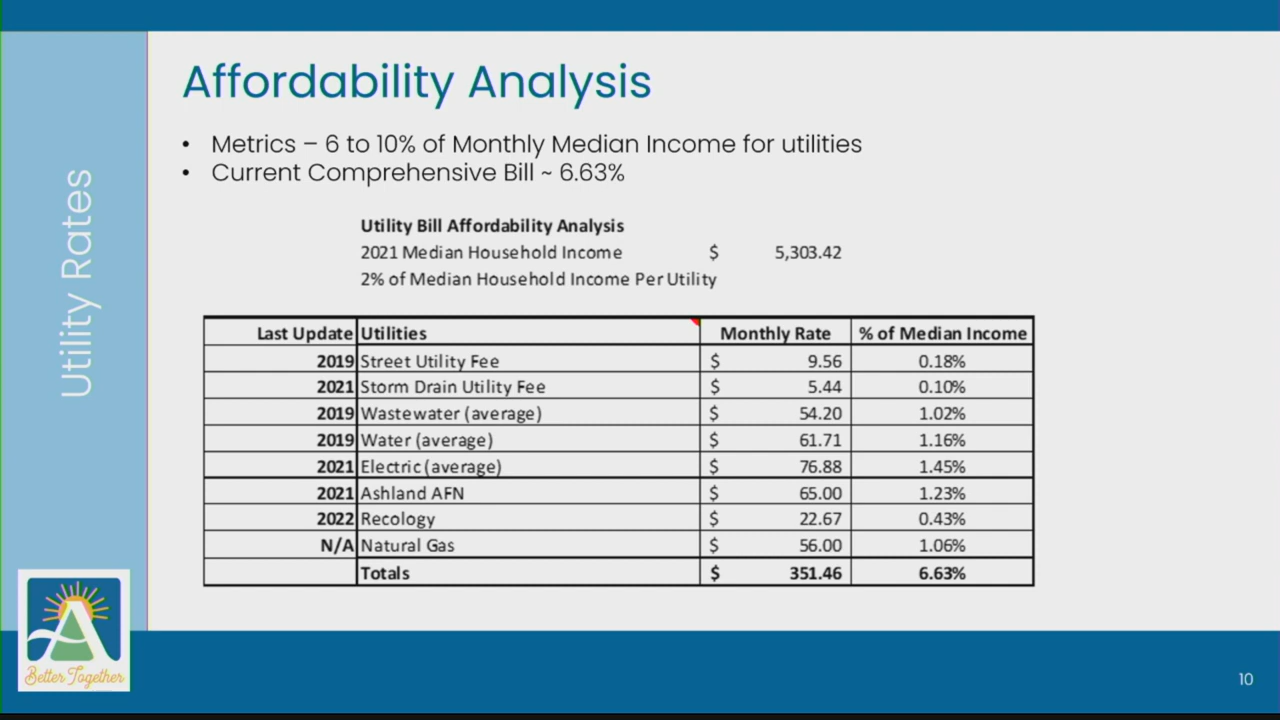 Utility Rates
Affordability Analysis
• Metrics – 6 to 10% of Monthly Median Income for utilities
• Current Comprehensive Bill ~ 6.63%
Utility Bill Affordability Analysis
2021 Median Household Income $ 5,303.42
2% of Median Household Income Per Utility
Last Update Utilities Monthly Rate % of Median Income
2019 Street Utility Fee $ 9.56 0.18%
2021 Storm Drain Utility Fee $ 5.44 0.10%
2019 Wastewater (average) $ 54.20 1.02%
2019 Water (average) $ 61.71 1.16%
2021 Electric (average) $ 76.88 1.45%
2021 Ashland AFN $ 65.00 1.23%
2022 Recology $ 22.67 0.43%
N/A Natural Gas $ 56.00 1.06%
Totals $ 351.46 6.63%
Better Together
10